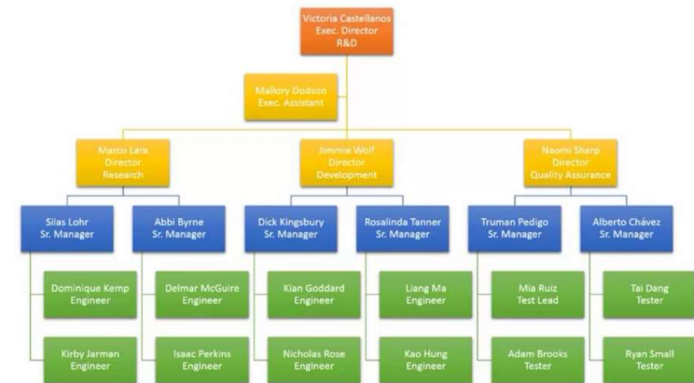 Victoria Castellanos
Exec. Director
R&D
Mallory Dodson
Exec. Assistant
Marco Lare
Director
Research
Jimmie Wolf
Director
Development
Naomi Sharp
Director
Quality Assurance
Silas Lohr
Sr. Manager
Abbi Byrne
Sr. Manager
Dick Kingsbury
Sr. Manager
Rosalinda Tanner
Sr. Manager
Truman Pedigo
Sr. Manager
Alberto Chávez
Sr. Manager
Dominique Kemp
Engineer
Delmar McGuire
Engineer
Kian Goddard
Engineer
Liang Ma
Engineer
Mia Ruiz
Test Lead
Tai Dang
Tester
Kirby Jarman
Engineer
Isaac Perkins
Engineer
Nicholas Rose
Engineer
Kao Hung
Engineer
Adam Brooks
Tester
Ryan Small
Tester